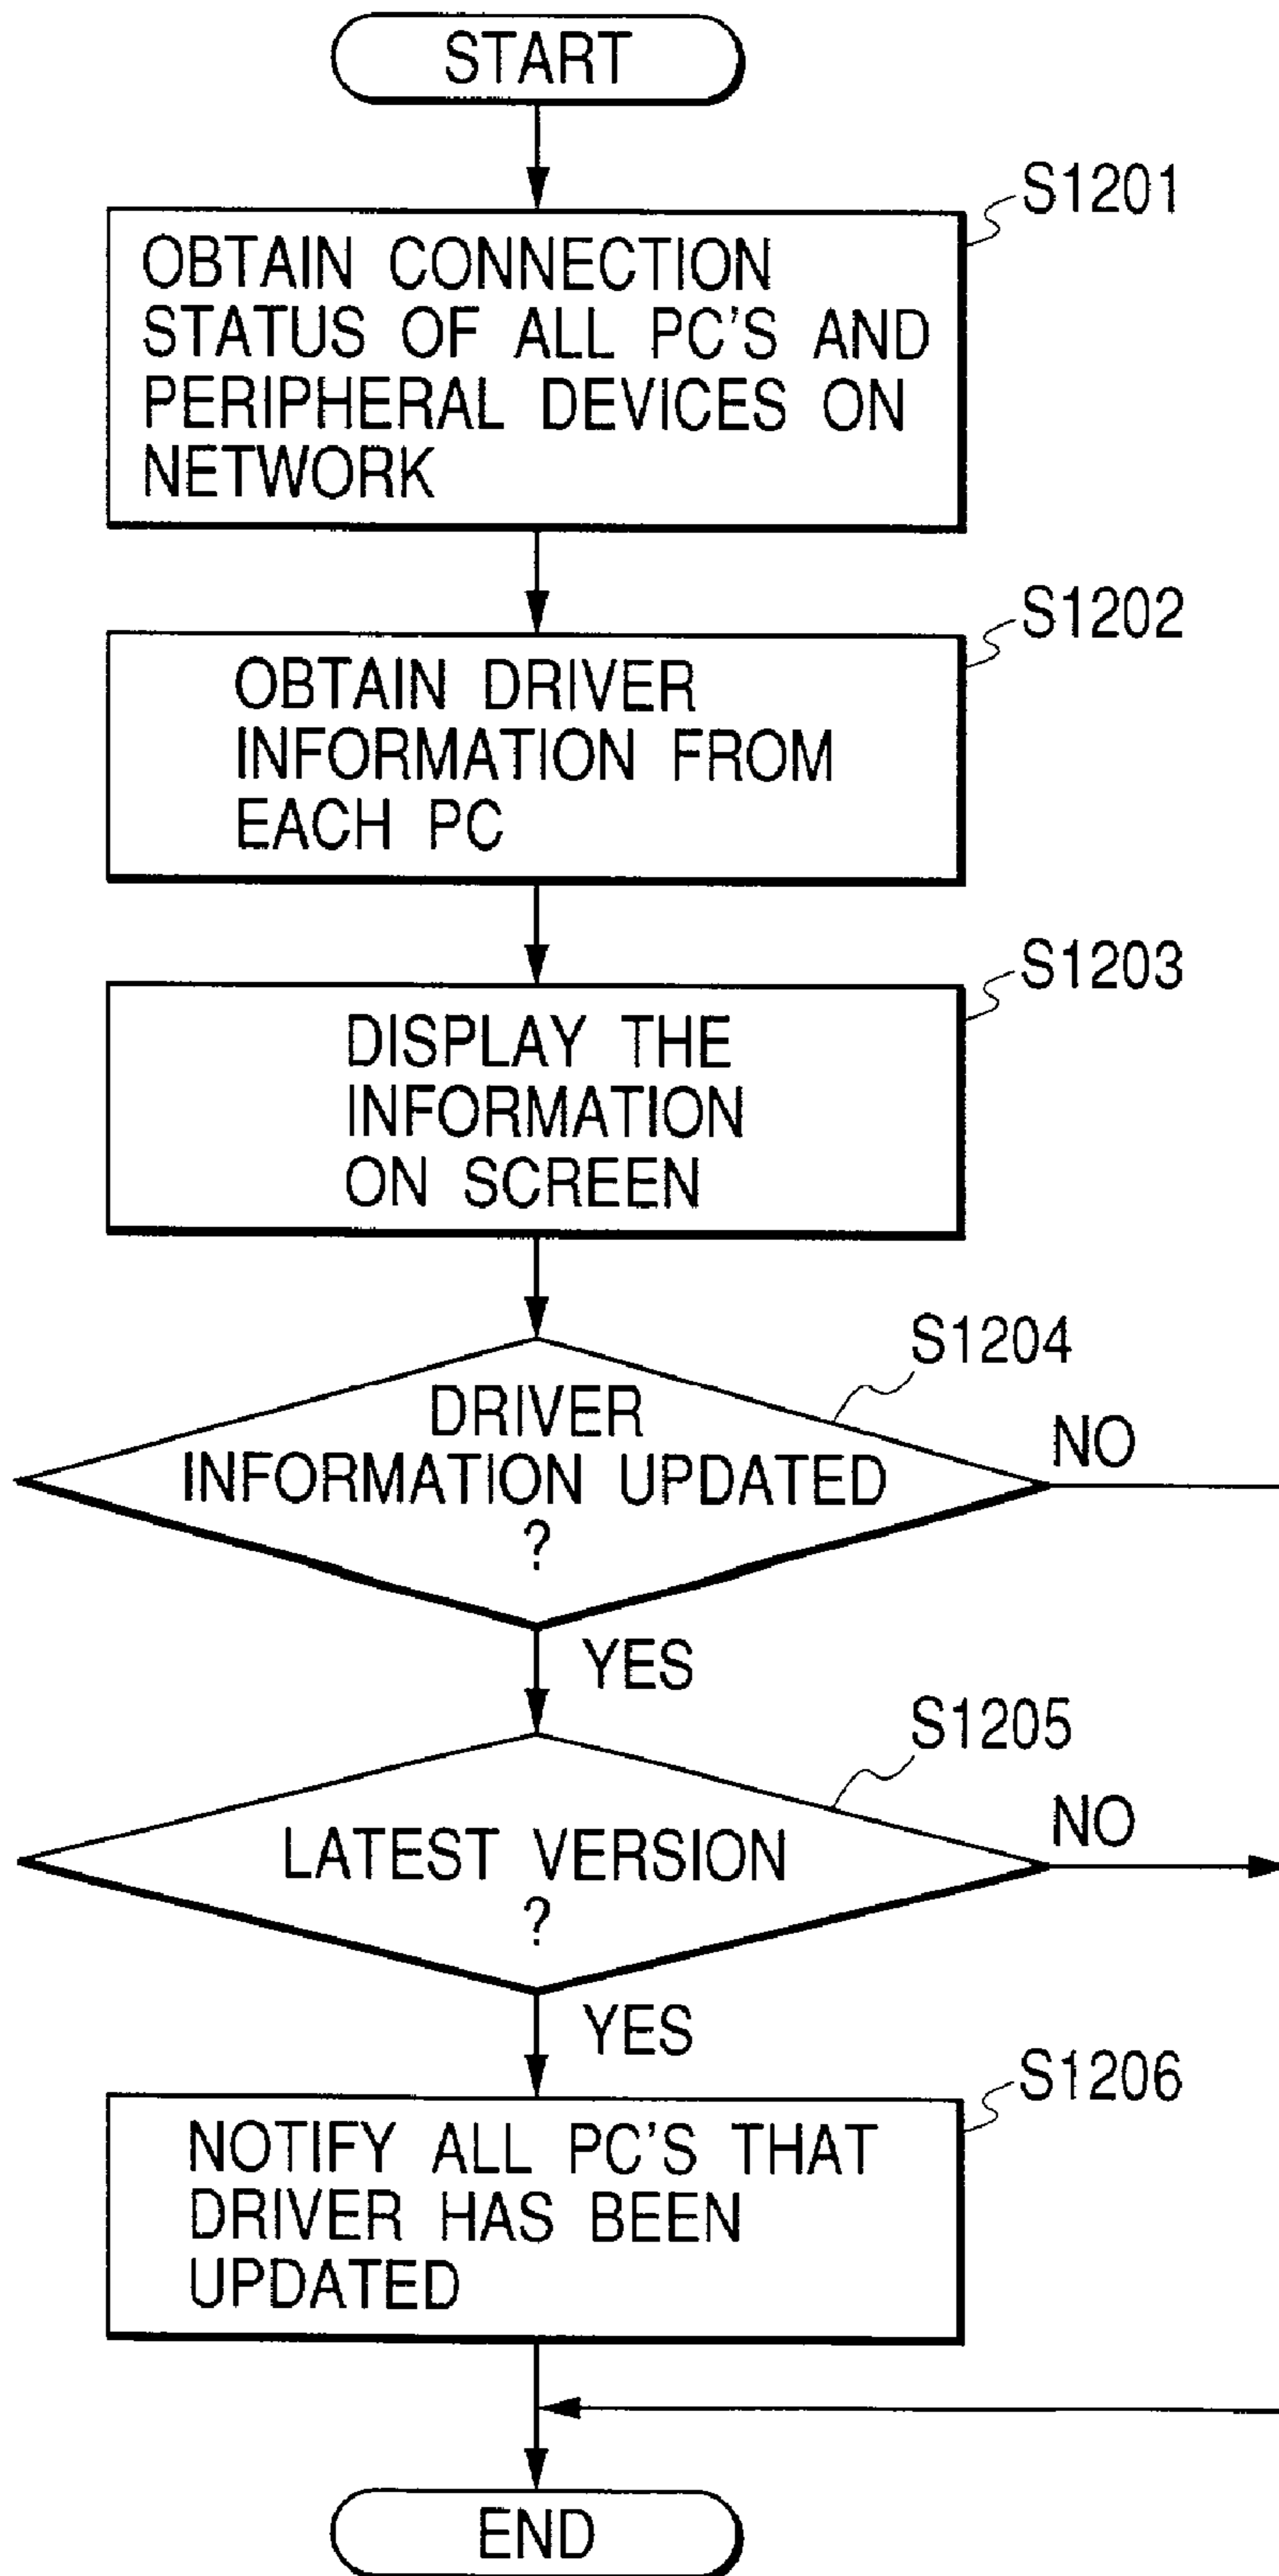 START
S1201
OBTAIN CONNECTION
STATUS OF ALL PC'S AND
PERIPHERAL DEVICES ON
NETWORK
S1202
OBTAIN DRIVER
INFORMATION FROM
EACH PC
S1203
DISPLAY THE
INFORMATION
ON SCREEN
S1204
DRIVER
INFORMATION UPDATED
?
NO
YES
S1205
LATEST VERSION
?
NO
YES
S1206
NOTIFY ALL PC'S THAT
DRIVER HAS BEEN
UPDATED
END